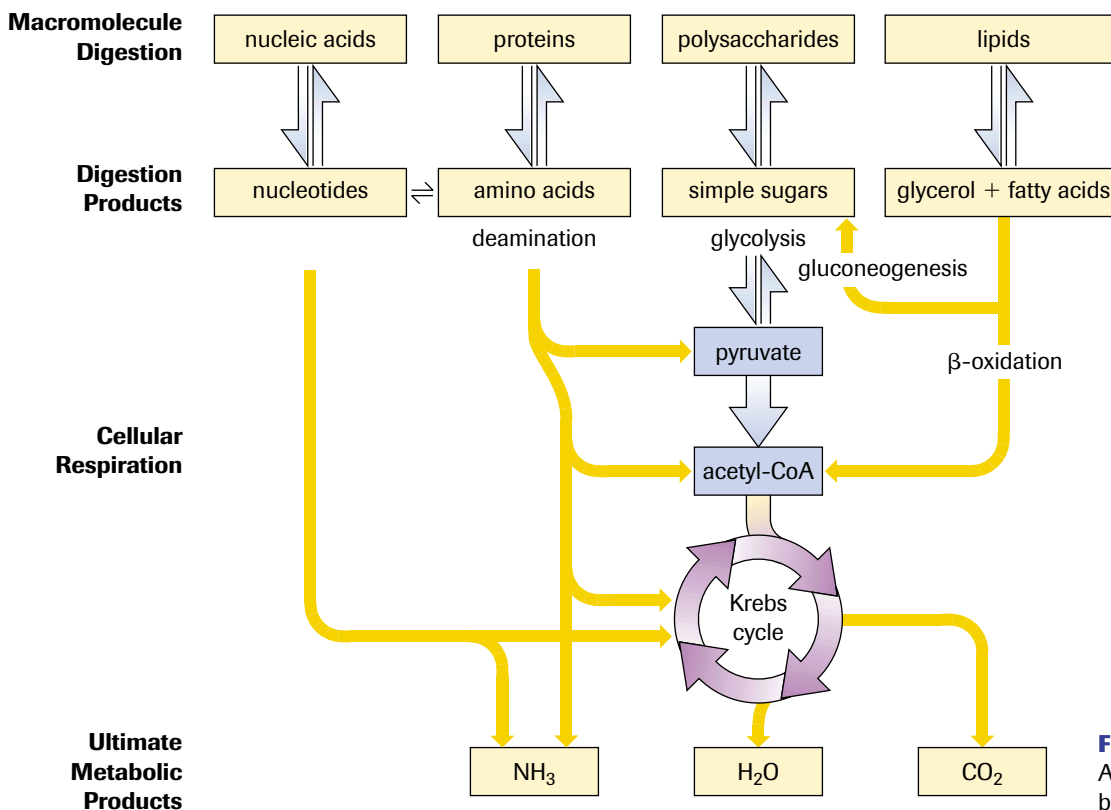 Macromolecule
Digestion
nucleic acids
proteins
polysaccharides
lipids
Digestion
Products
nucleotides
amino acids
simple sugars
glycerol + fatty acids
deamination
glycolysis
gluconeogenesis
pyruvate
β-oxidation
Cellular
Respiration
acetyl-CoA
Krebs
cycle
Ultimate
Metabolic
Products
NH₃
H₂O
CO₂
F
A
b